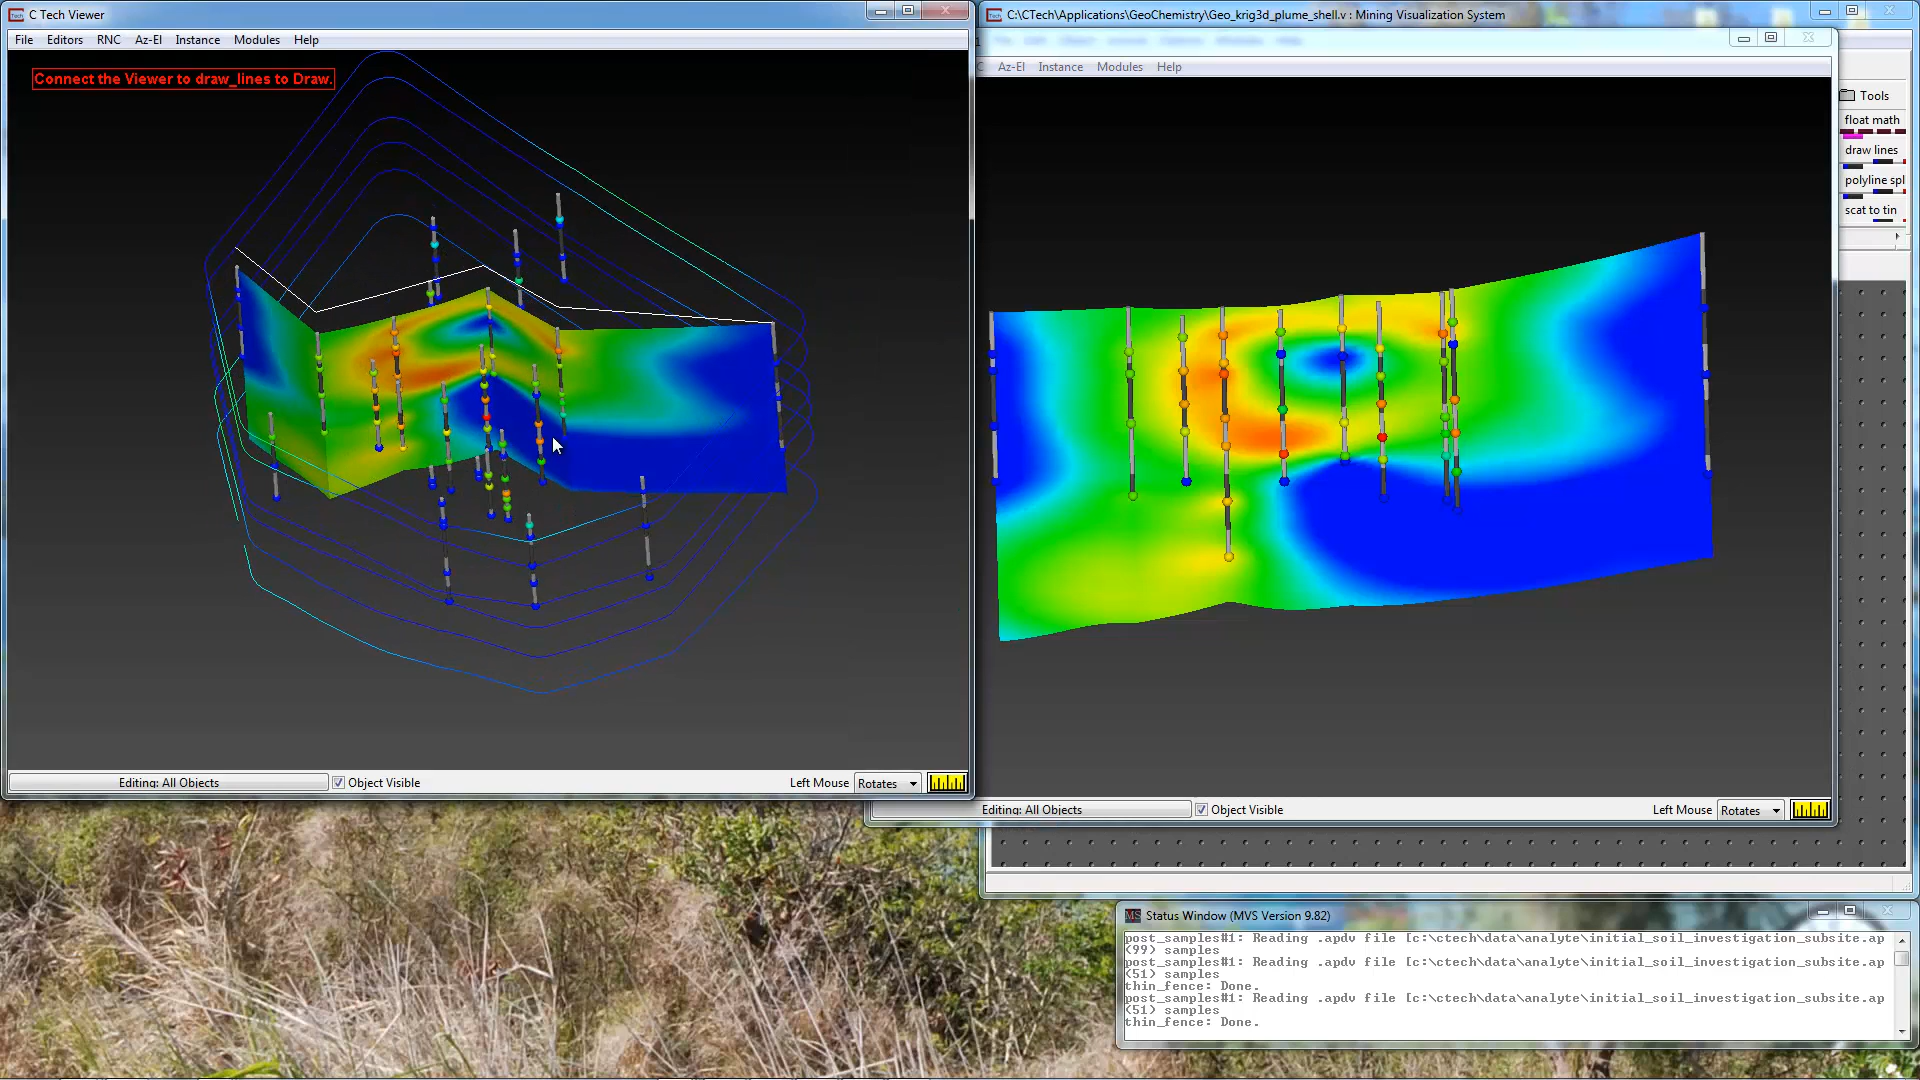 C Tech Viewer
File Editors RNC Az-El Instance Modules Help
Connect the Viewer to draw_lines to Draw.
Editing: All Objects
Object Visible
Left Mouse Rotates
C:\CTech\Applications\GeoChemistry\Geo_krig3d_plume_shell.v : Mining Visualization System
C Az-El Instance Modules Help
Tools
float math
draw lines
polyline spl
scat to tin
Editing: All Objects
Object Visible
Left Mouse Rotates
Status Window (MVS Version 9.82)
post_samples#1: Reading .apdv file [c:\ctech\data\analyte\initial_soil_investigation_subsite.ap
(99) samples
post_samples#1: Reading .apdv file [c:\ctech\data\analyte\initial_soil_investigation_subsite.ap
(51) samples
thin_fence: Done.
post_samples#1: Reading .apdv file [c:\ctech\data\analyte\initial_soil_investigation_subsite.ap
(51) samples
thin_fence: Done.